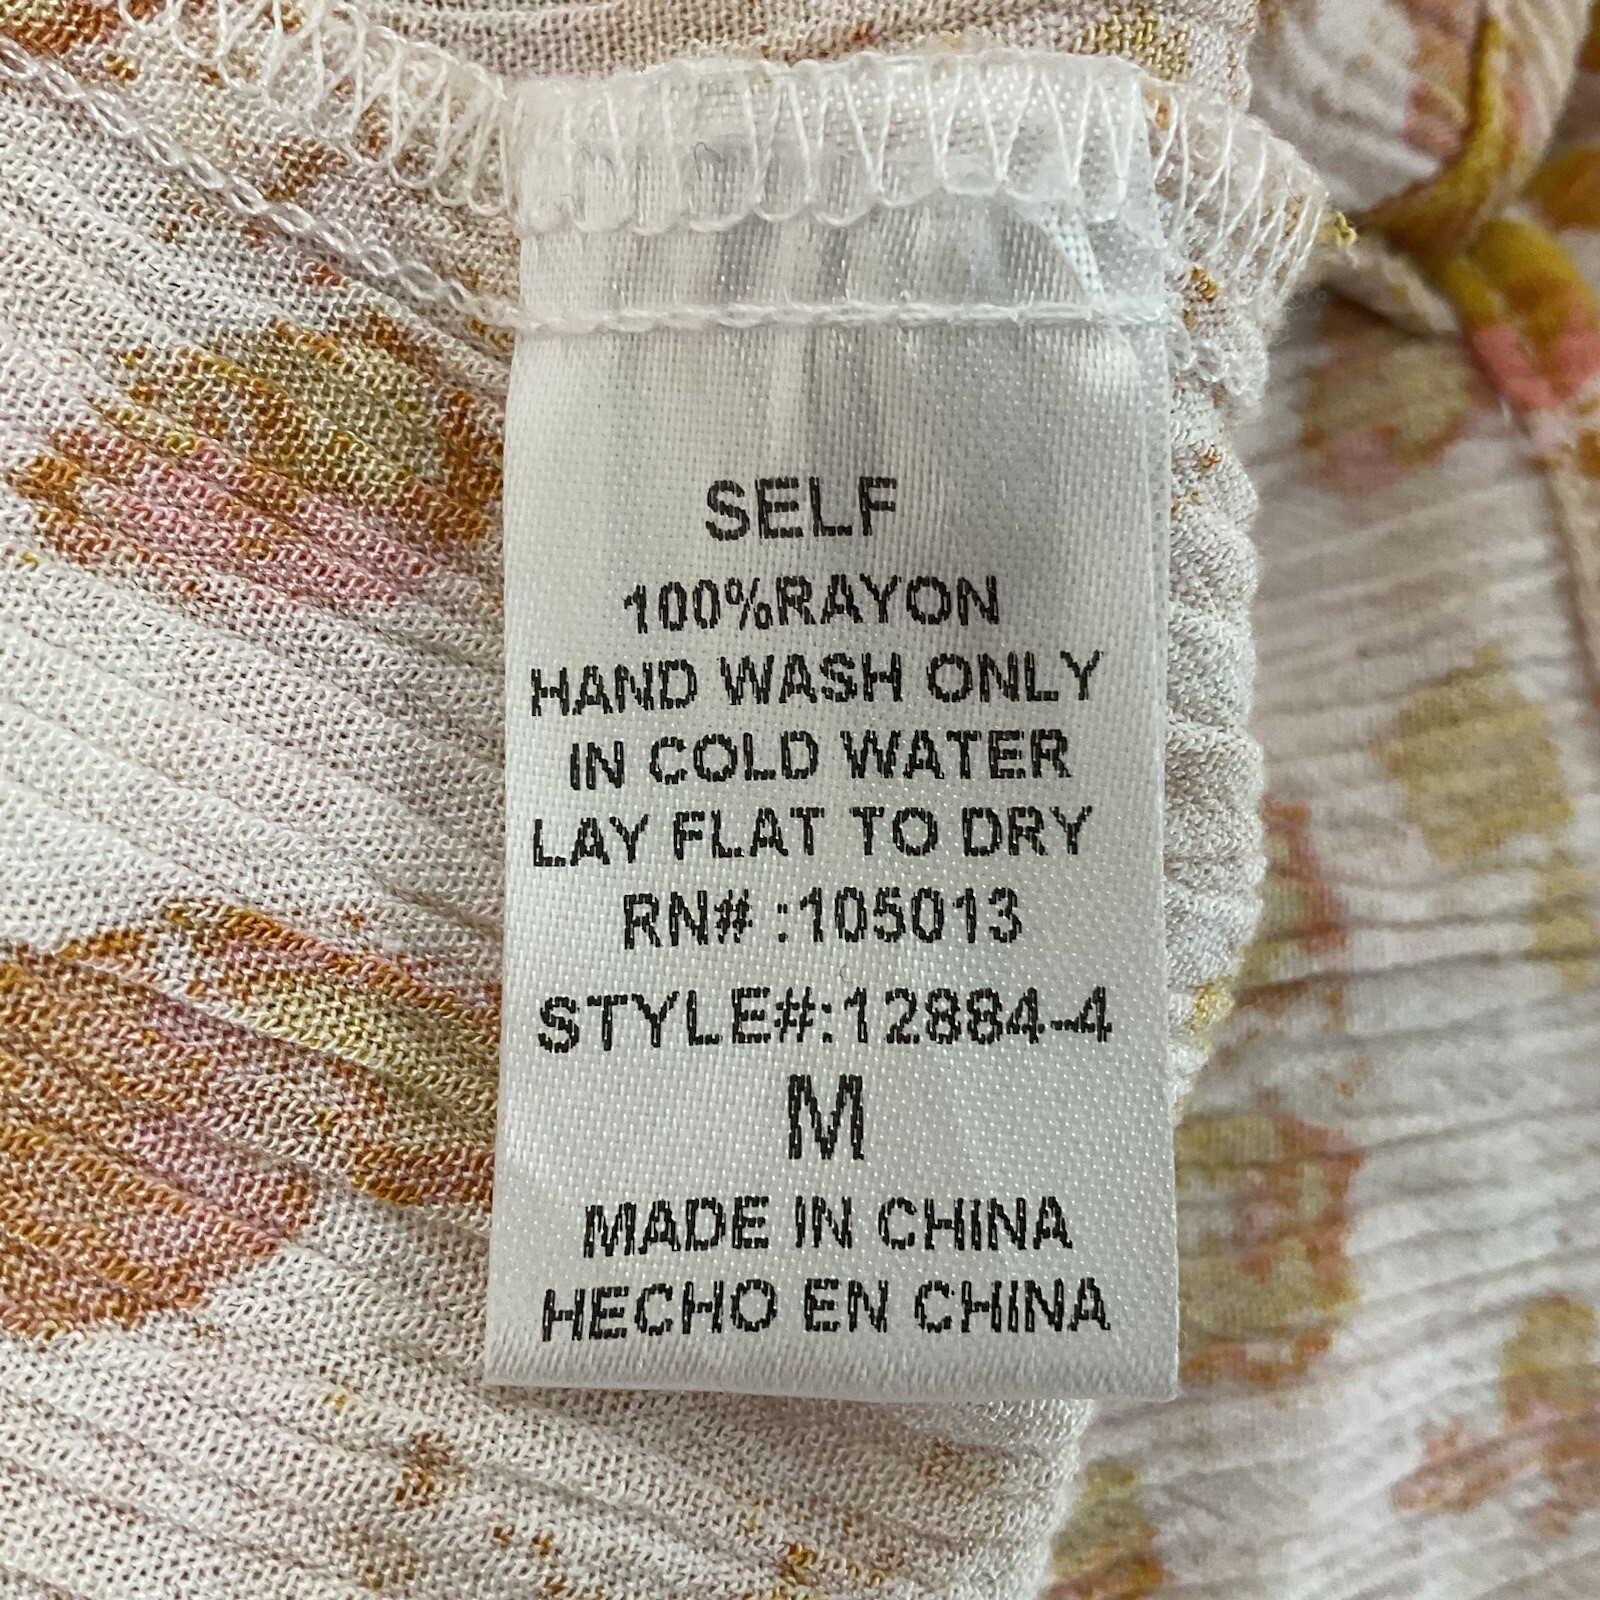 SELF
100%RAYON
HAND WASH ONLY
IN COLD WATER
LAY FLAT TO DRY
RN# :105013
STYLE#:12884-4
M
MADE IN CHINA
HECHO EN CHINA